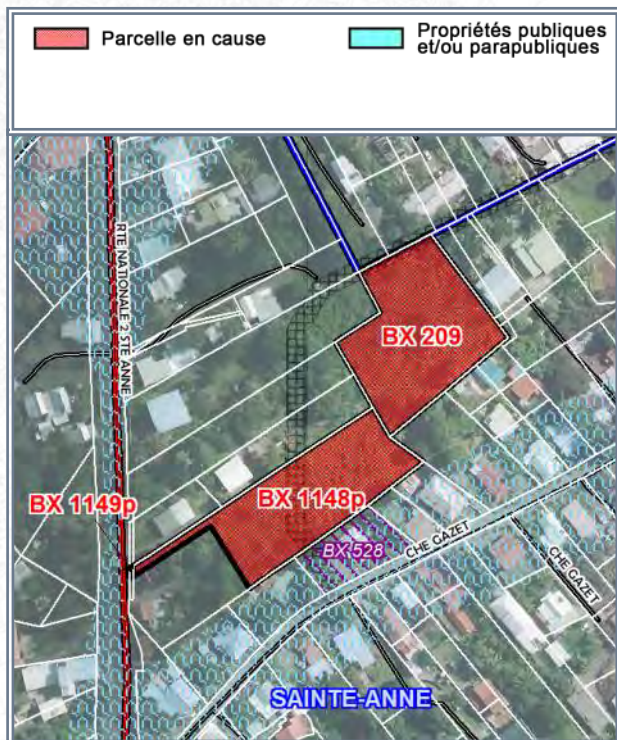 Parcelle en cause
Propriétés publiques
et/ou parapubliques
RTE NATIONALE 2 STE ANNE
BX 209
BX 1149p
BX 1148p
BX 528
CHE GAZET
CHE GAZET
SAINTE-ANNE